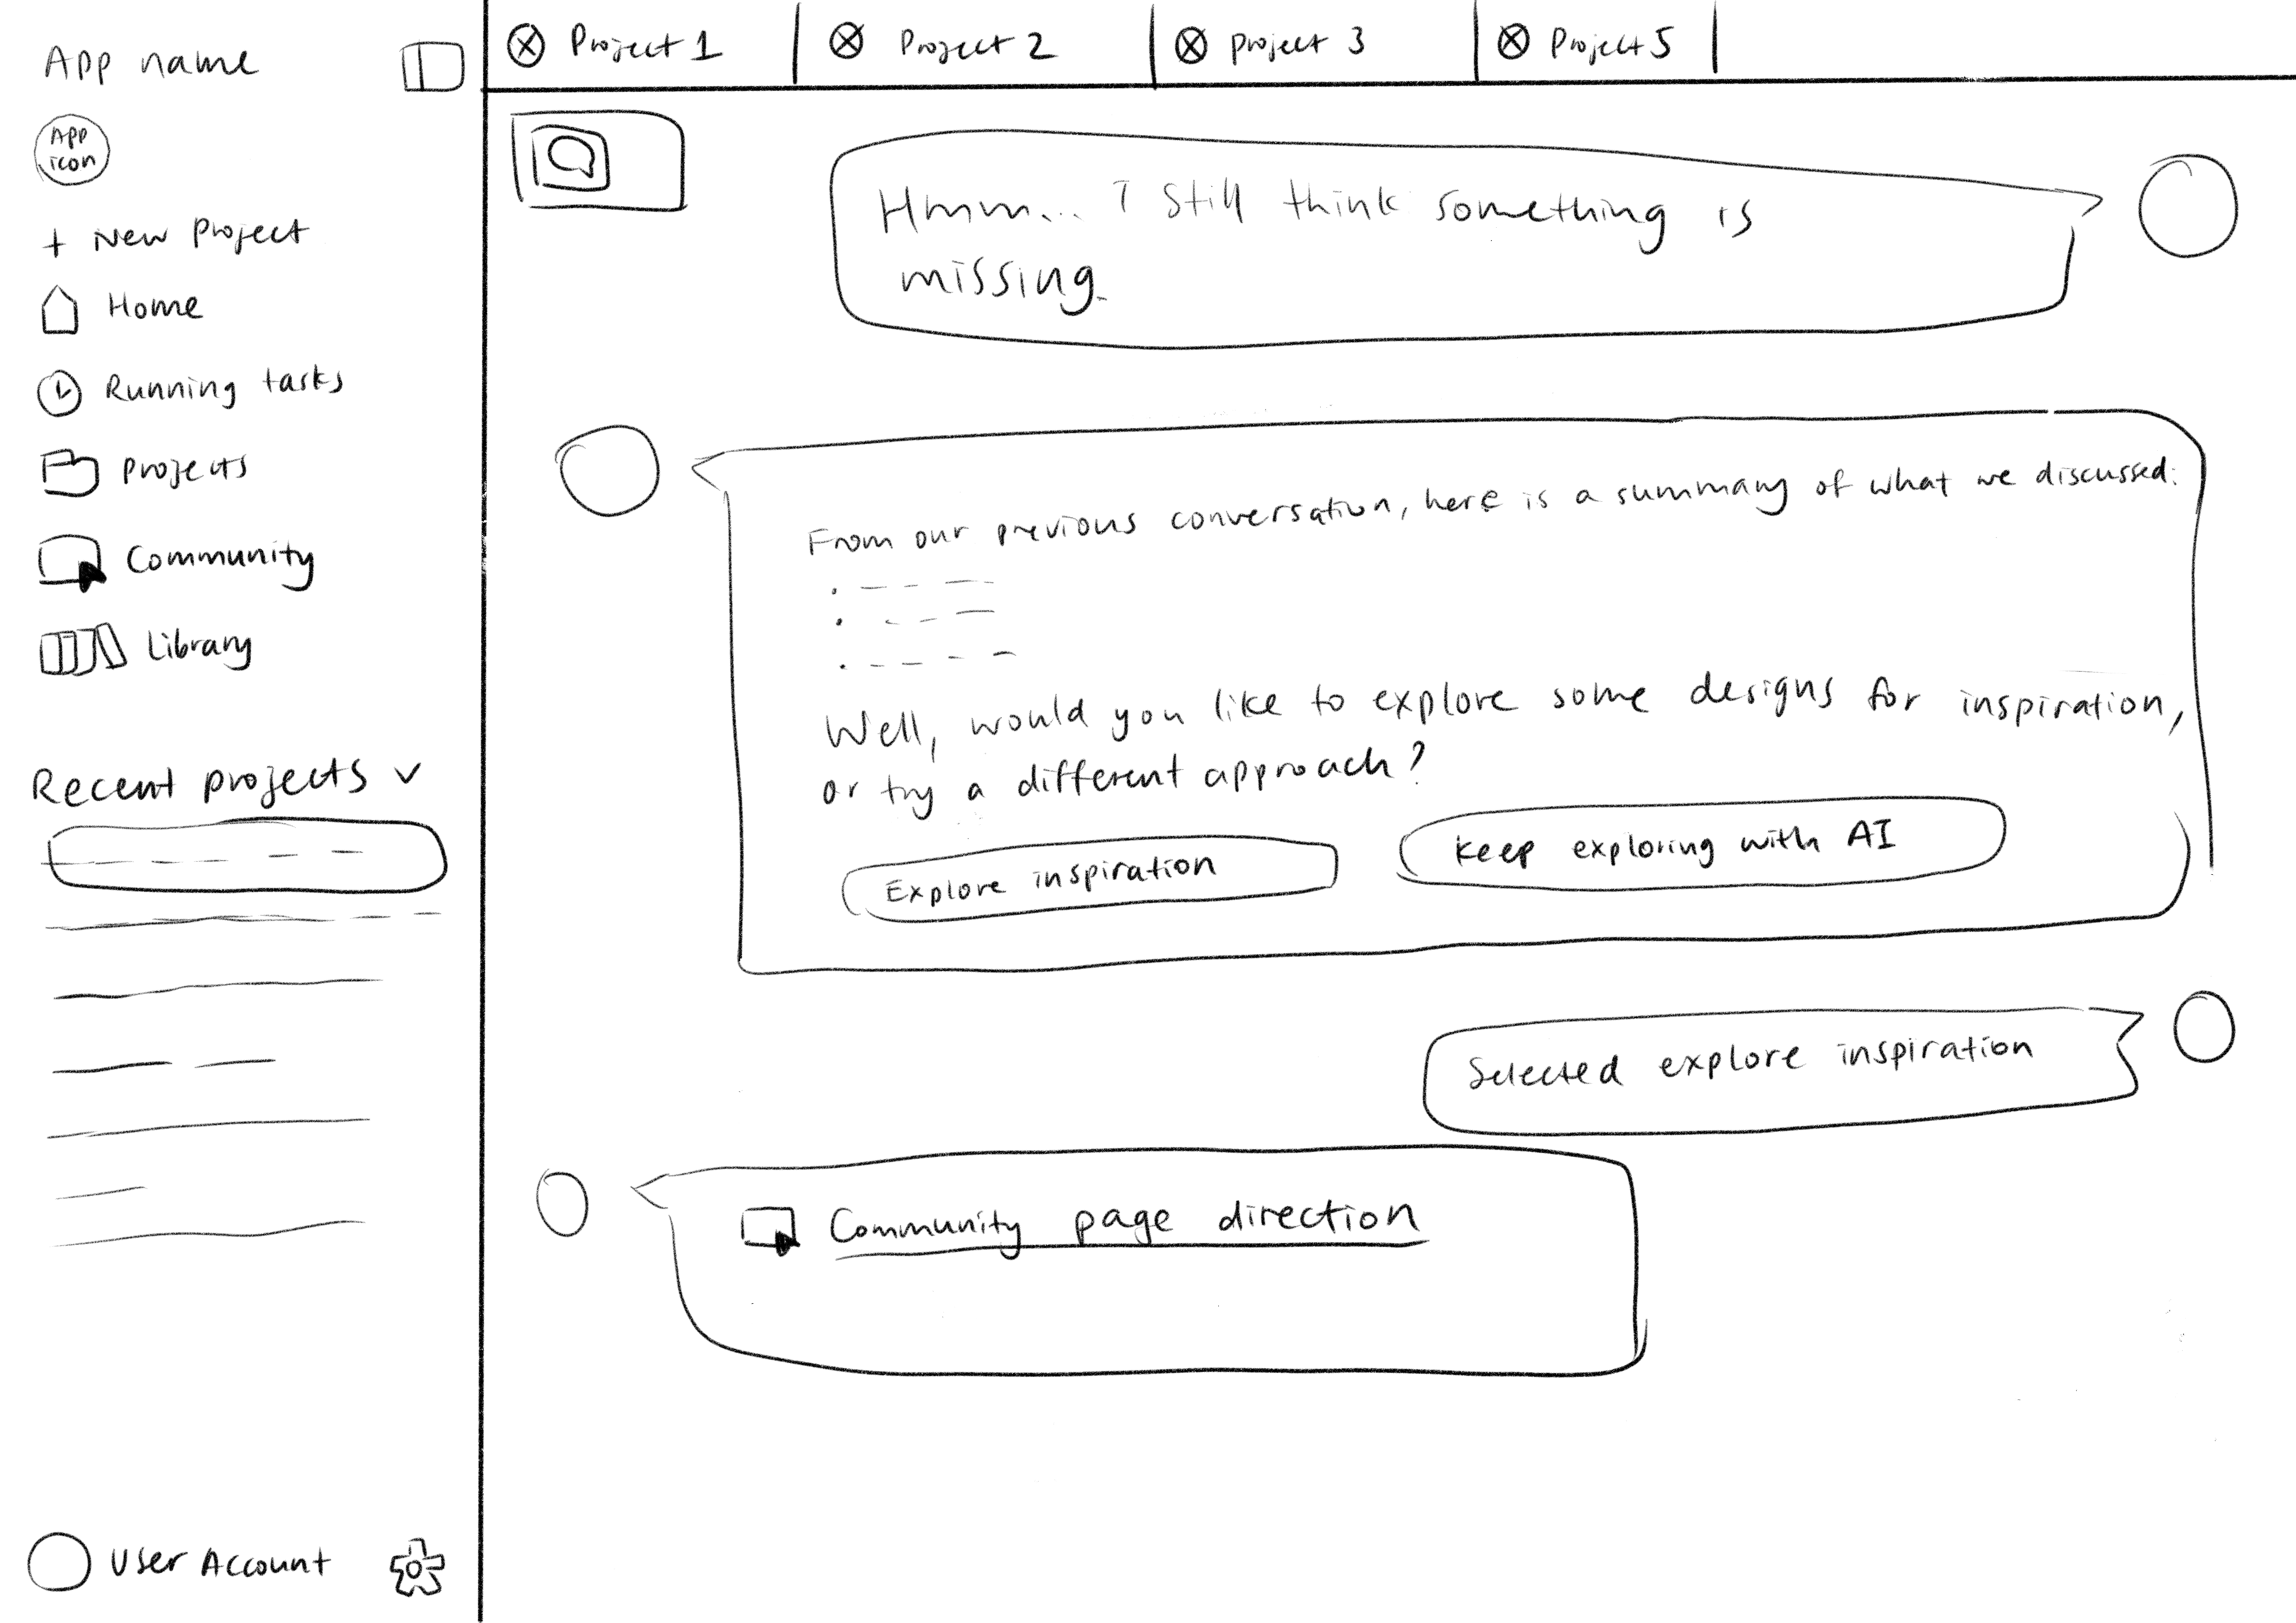 App name
App
icon
+ New Project
Home
Running tasks
Projects
Community
Library
Recent projects
User Account
Project 1
Project 2
Project 3
Project 5
Hmm... I still think something is
missing.
From our previous conversation, here is a summary of what we discussed:
Well, would you like to explore some designs for inspiration,
or try a different approach?
Explore inspiration
Keep exploring with AI
Selected explore inspiration
Community page direction